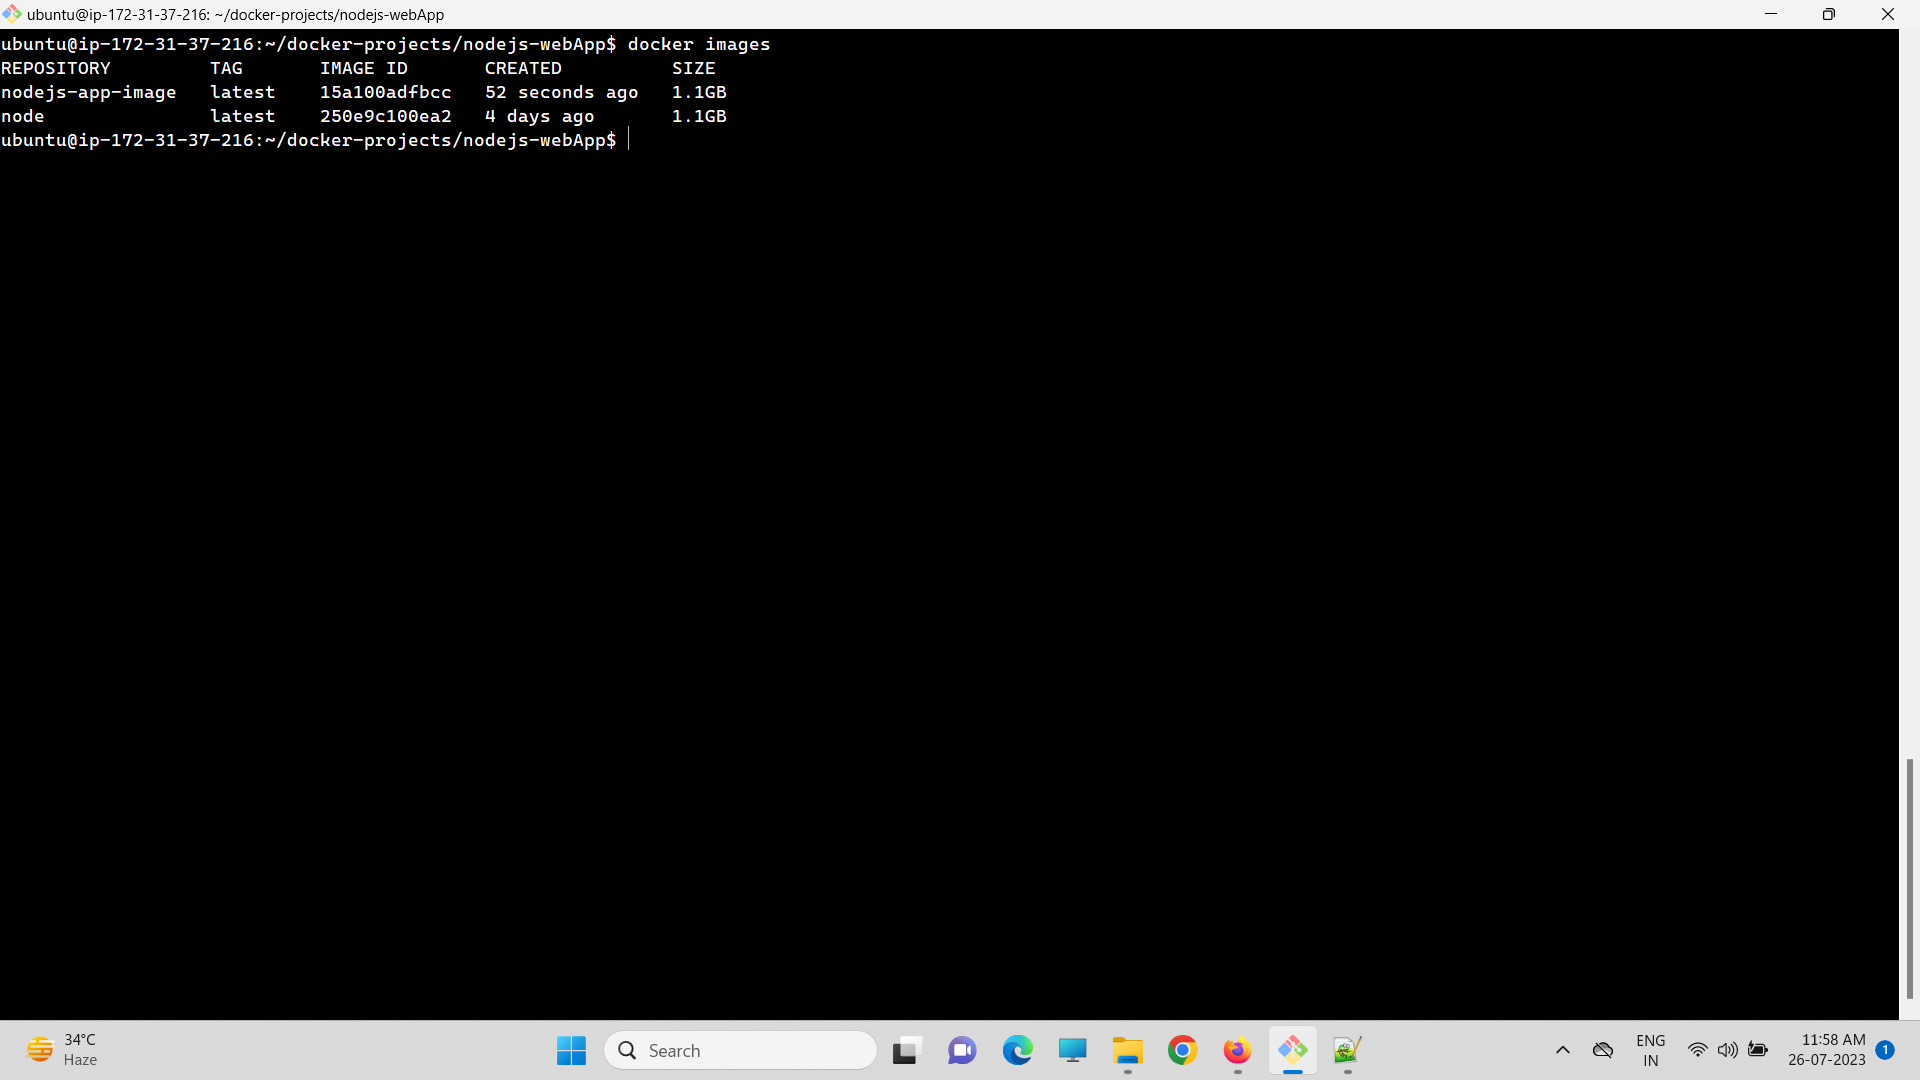 ubuntu@ip-172-31-37-216: ~/docker-projects/nodejs-webApp
ubuntu@ip-172-31-37-216:~/docker-projects/nodejs-webApp$ docker images
REPOSITORY TAG IMAGE ID CREATED SIZE
nodejs-app-image latest 15a100adfbcc 52 seconds ago 1.1GB
node latest 250e9c100ea2 4 days ago 1.1GB
ubuntu@ip-172-31-37-216:~/docker-projects/nodejs-webApp$
34°C
Haze
Search
ENG
IN
11:58 AM
26-07-2023
1